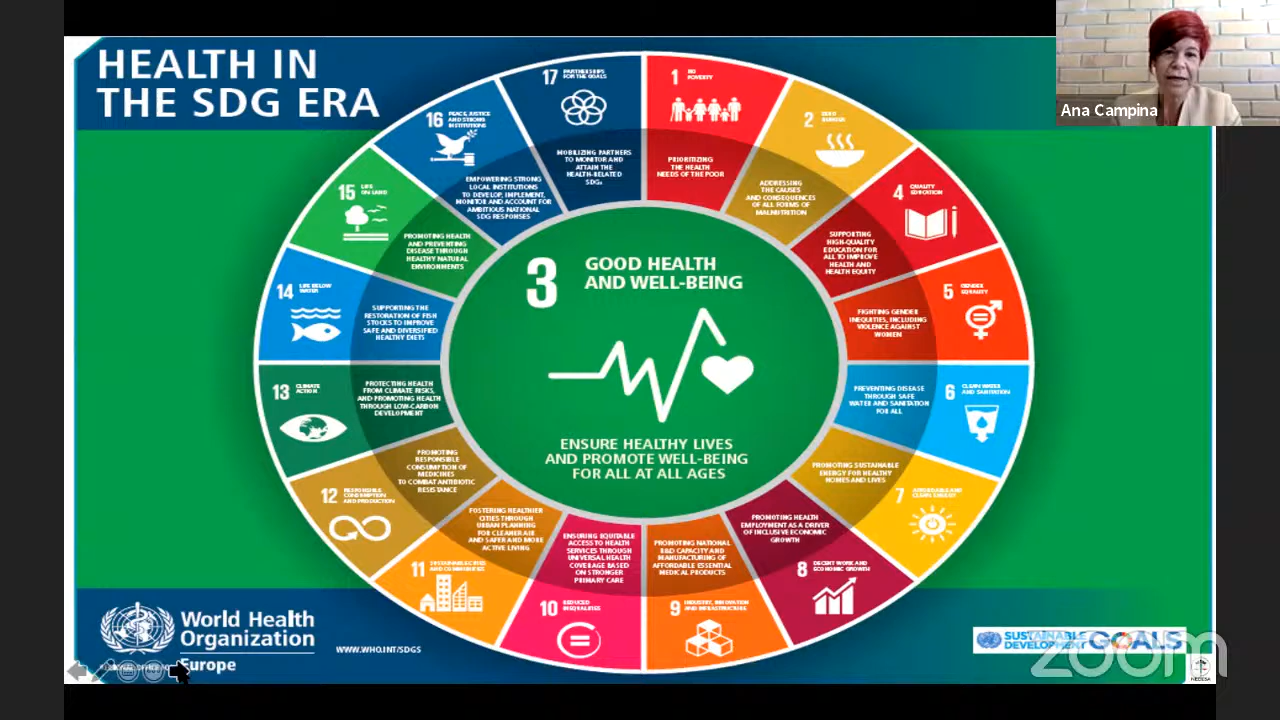 HEALTH IN
THE SDG ERA
Ana Campina
17 PARTNERSHIPS
FOR THE GOALS
MOBILIZING PARTNERS
TO MONITOR AND
ATTAIN THE
HEALTH-RELATED
SDGs
1 NO
POVERTY
PRIORITIZING
THE HEALTH
NEEDS OF THE POOR
2 ZERO
HUNGER
ADDRESSING
THE CAUSES
AND CONSEQUENCES
OF ALL FORMS OF
MALNUTRITION
4 QUALITY
EDUCATION
SUPPORTING
HIGH-QUALITY
EDUCATION FOR
ALL TO IMPROVE
HEALTH AND
HEALTH EQUITY
5 GENDER
EQUALITY
FIGHTING GENDER
INEQUITIES, INCLUDING
VIOLENCE AGAINST
WOMEN
6 CLEAN WATER
AND SANITATION
PREVENTING DISEASE
THROUGH SAFE
WATER AND SANITATION
FOR ALL
7 AFFORDABLE AND
CLEAN ENERGY
PROMOTING SUSTAINABLE
ENERGY FOR HEALTHY
HOMES AND LIVES
8 DECENT WORK AND
ECONOMIC GROWTH
PROMOTING HEALTH
EMPLOYMENT AS A DRIVER
OF INCLUSIVE ECONOMIC
GROWTH
9 INDUSTRY, INNOVATION
AND INFRASTRUCTURE
PROMOTING NATIONAL
R&D CAPACITY AND
MANUFACTURING OF
AFFORDABLE ESSENTIAL
MEDICAL PRODUCTS
10 REDUCED
INEQUALITIES
ENSURING EQUITABLE
ACCESS TO HEALTH
SERVICES THROUGH
UNIVERSAL HEALTH
COVERAGE BASED
ON STRONGER
PRIMARY CARE
11 SUSTAINABLE CITIES
AND COMMUNITIES
FOSTERING HEALTHIER
CITIES THROUGH
URBAN PLANNING
FOR CLEANER AIR
AND SAFER AND MORE
ACTIVE LIVING
12 RESPONSIBLE
CONSUMPTION
AND PRODUCTION
PROMOTING
RESPONSIBLE
CONSUMPTION OF
MEDICINES
TO COMBAT ANTIBIOTIC
RESISTANCE
13 CLIMATE
ACTION
PROTECTING HEALTH
FROM CLIMATE RISKS,
AND PROMOTING HEALTH
THROUGH LOW-CARBON
DEVELOPMENT
14 LIFE BELOW
WATER
SUPPORTING THE
RESTORATION OF FISH
STOCKS TO IMPROVE
SAFE AND DIVERSIFIED
HEALTHY DIETS
15 LIFE
ON LAND
PROMOTING HEALTH
AND PREVENTING
DISEASE THROUGH
HEALTHY NATURAL
ENVIRONMENTS
16 PEACE, JUSTICE
AND STRONG
INSTITUTIONS
EMPOWERING STRONG
LOCAL INSTITUTIONS
TO DEVELOP, IMPLEMENT,
MONITOR AND ACCOUNT FOR
AMBITIOUS NATIONAL
SDG RESPONSES
3 GOOD HEALTH
AND WELL-BEING
ENSURE HEALTHY LIVES
AND PROMOTE WELL-BEING
FOR ALL AT ALL AGES
World Health
Organization
Europe
WWW.WHO.INT/SDGS
SUSTAINABLE
DEVELOPMENT GOALS
zoom